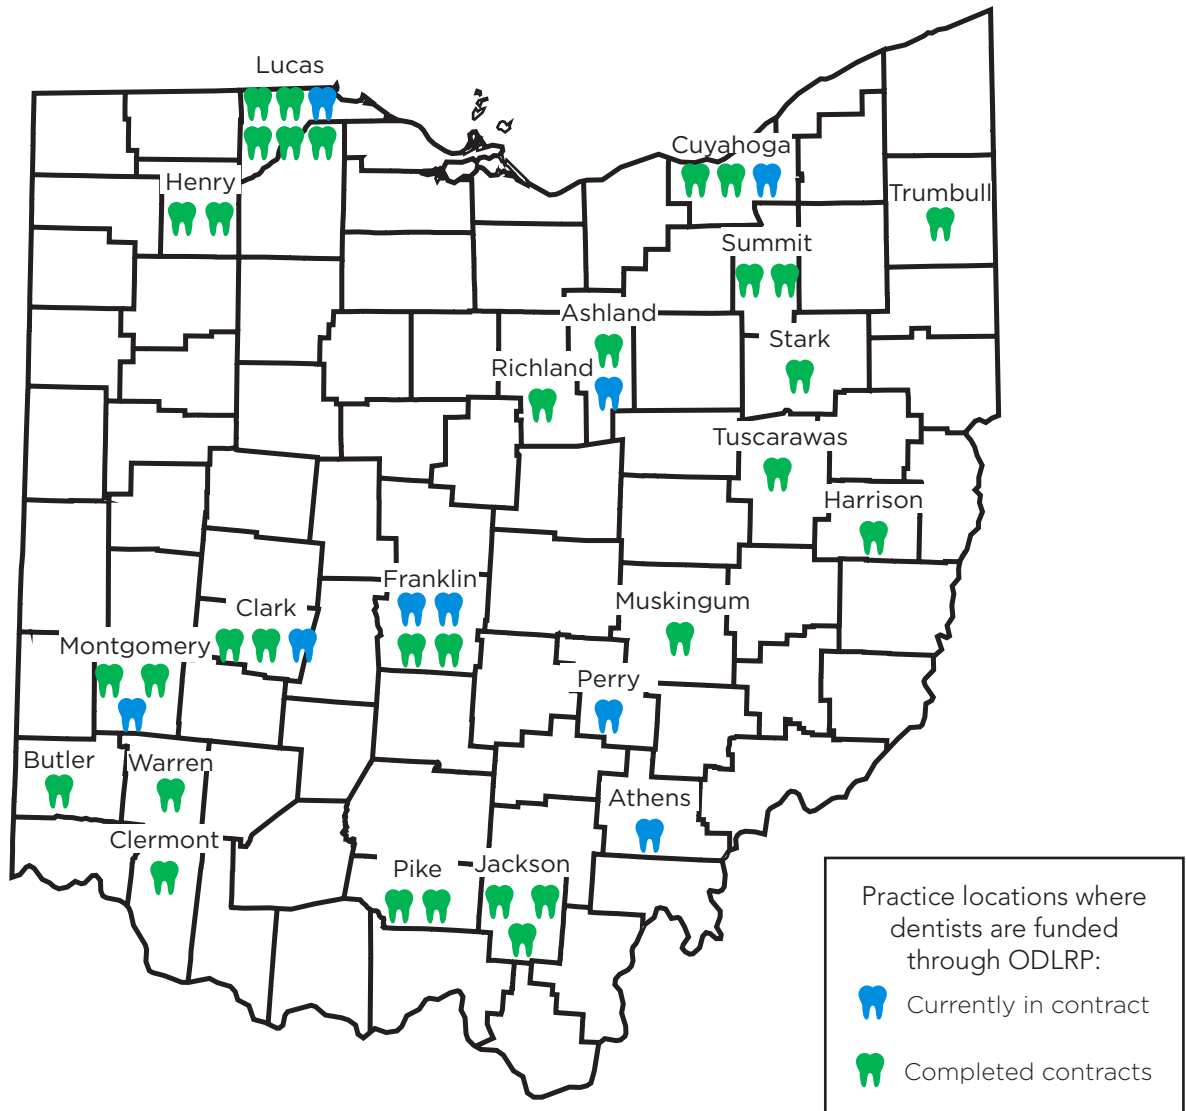 Lucas
Cuyahoga
Henry
Trumbull
Summit
Ashland
Stark
Richland
Tuscarawas
Harrison
Franklin
Muskingum
Clark
Montgomery
Perry
Butler
Warren
Athens
Clermont
Pike
Jackson
Practice locations where
dentists are funded
through ODLRP:
Currently in contract
Completed contracts